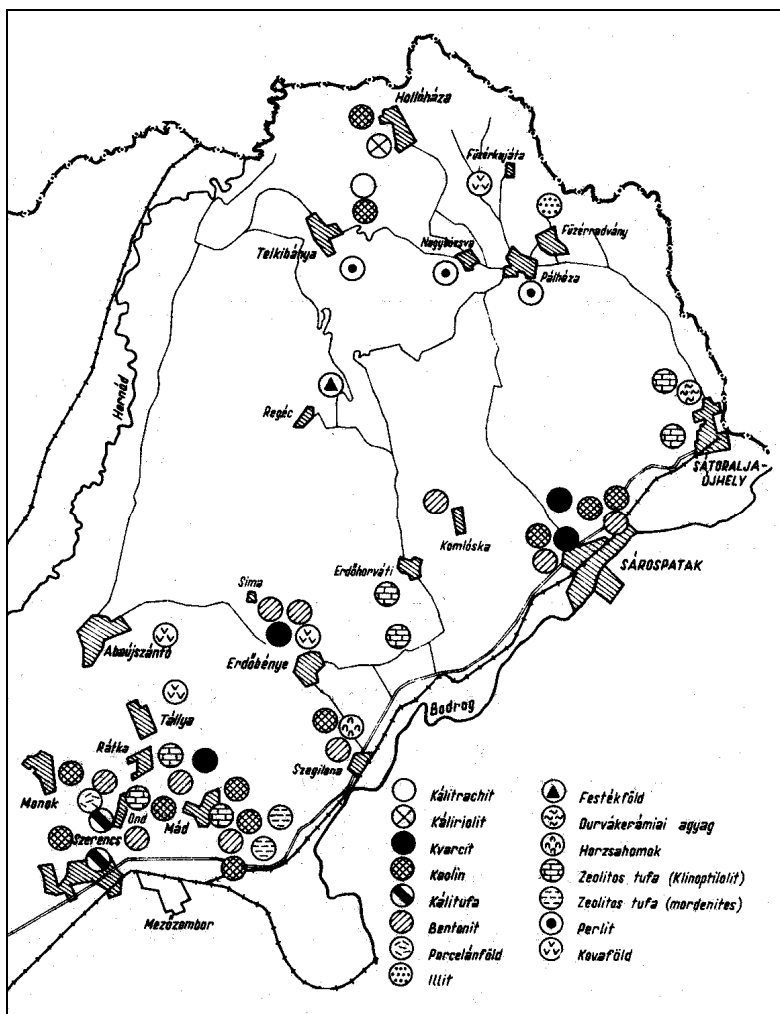 Hollóháza
Füzérkajáta
Füzérradvány
Telkibánya
Nagybózsva
Pálháza
Hernád
Regéc
SÁTORALJA-
ÚJHELY
Komlóska
SÁROSPATAK
Erdőhorváti
Sima
Abaújszántó
Erdőbénye
Bodrog
Tállya
Rátka
Szegilong
Monok
Ond
Mád
Szerencs
Mezőzombor
Kálitrachit
Káliriolit
Kvarcit
Kaolin
Kálitufa
Bentonit
Porcelánföld
Illit
Festékföld
Durvakerámiai agyag
Horzsahomok
Zeolitos tufa (Klinoptilolit)
Zeolitos tufa (mordenites)
Perlit
Kovaföld